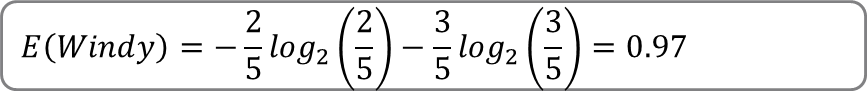 E(Windy) = −2/5 log₂(2/5) − 3/5 log₂(3/5) = 0.97